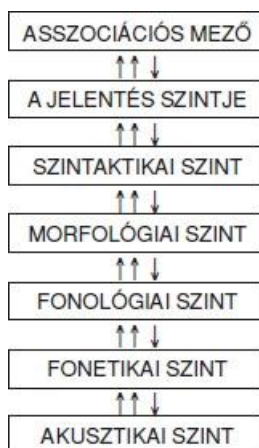 ASSZOCIÁCIÓS MEZŐ
A JELENTÉS SZINTJE
SZINTAKTIKAI SZINT
MORFOLÓGIAI SZINT
FONOLÓGIAI SZINT
FONETIKAI SZINT
AKUSZTIKAI SZINT